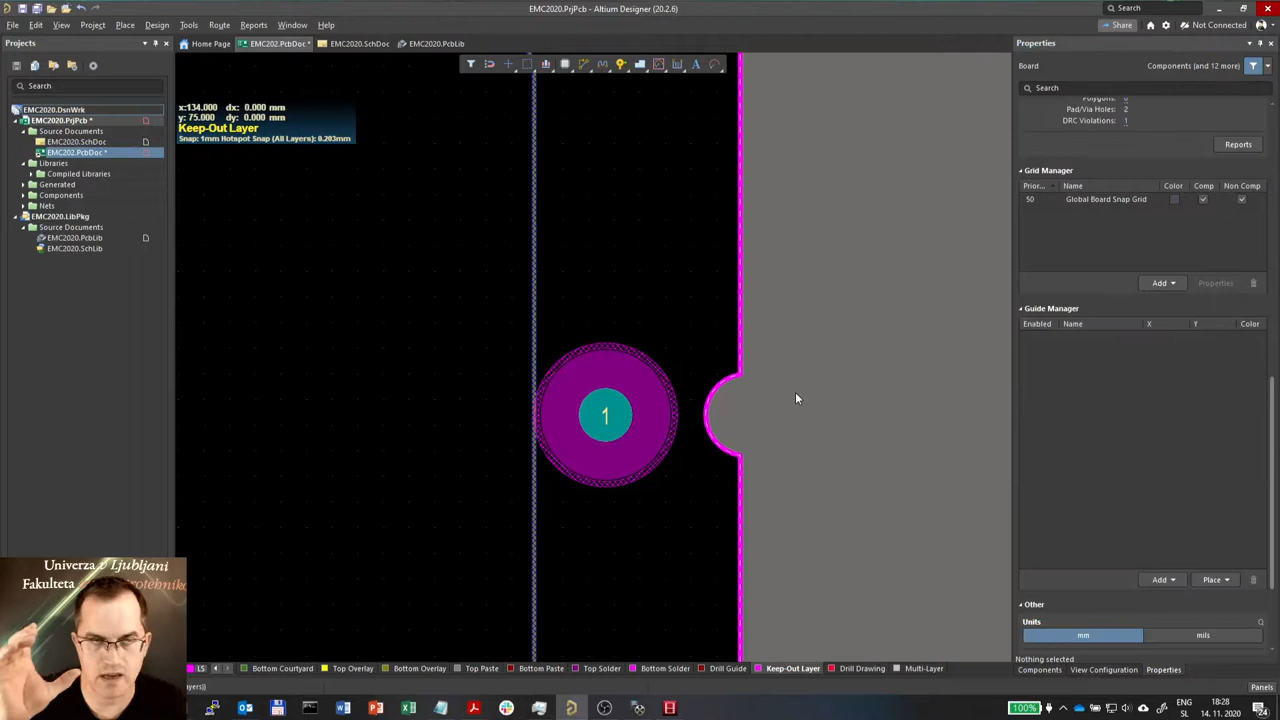 EMC2020.PrjPcb - Altium Designer (20.2.6)
Search
File Edit View Project Place Design Tools Route Reports Window Help
Share
Not Connected
Projects
Home Page
EMC202.PcbDoc *
EMC202.SchDoc
EMC2020.PcbLib
Properties
Search
EMC2020.DsnWrk
EMC2020.PrjPcb *
Source Documents
EMC2020.SchDoc
EMC202.PcbDoc *
Libraries
Compiled Libraries
Generated
Components
Nets
EMC2020.LibPkg
Source Documents
EMC2020.PcbLib
EMC2020.SchLib
x:134.000 dx: 0.000 mm
y: 75.000 dy: 0.000 mm
Keep-Out Layer
Snap: 1mm Hotspot Snap (All Layers): 0.203mm
1
Board
Components (and 12 more)
Search
Polygons: 0
Pad/Via Holes: 2
DRC Violations: 1
Reports
Grid Manager
Prior... Name Color Comp Non Comp
50 Global Board Snap Grid
Add
Properties
Guide Manager
Enabled Name X Y Color
Add
Place
Other
Units
mm
mils
Nothing selected
Components View Configuration Properties
Panels
LS
Bottom Courtyard Top Overlay Bottom Overlay Top Paste Bottom Paste Top Solder Bottom Solder Drill Guide Keep-Out Layer Drill Drawing Multi-Layer
ayers))
Univerza v Ljubljani
Fakulteta
100%
ENG
SL
18:28
14. 11. 2020
24